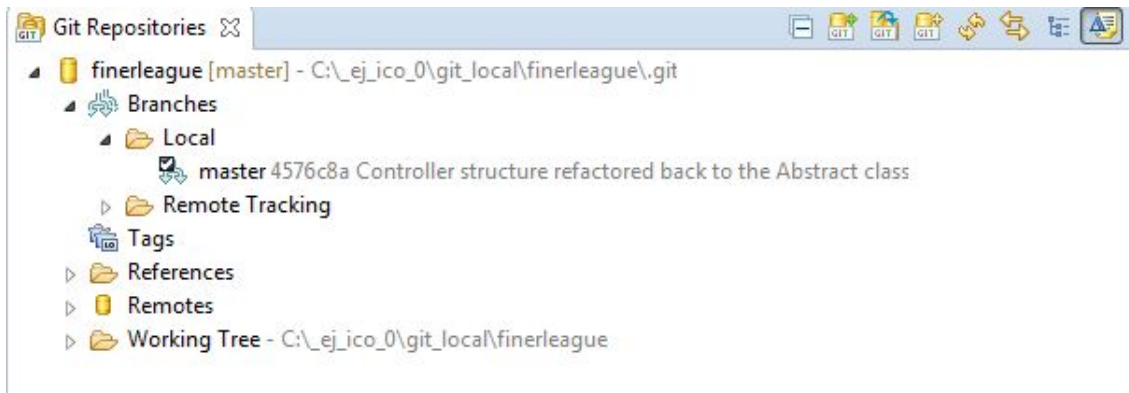 Git Repositories
finerleague [master] - C:\_ej_ico_0\git_local\finerleague\.git
Branches
Local
master 4576c8a Controller structure refactored back to the Abstract class
Remote Tracking
Tags
References
Remotes
Working Tree - C:\_ej_ico_0\git_local\finerleague